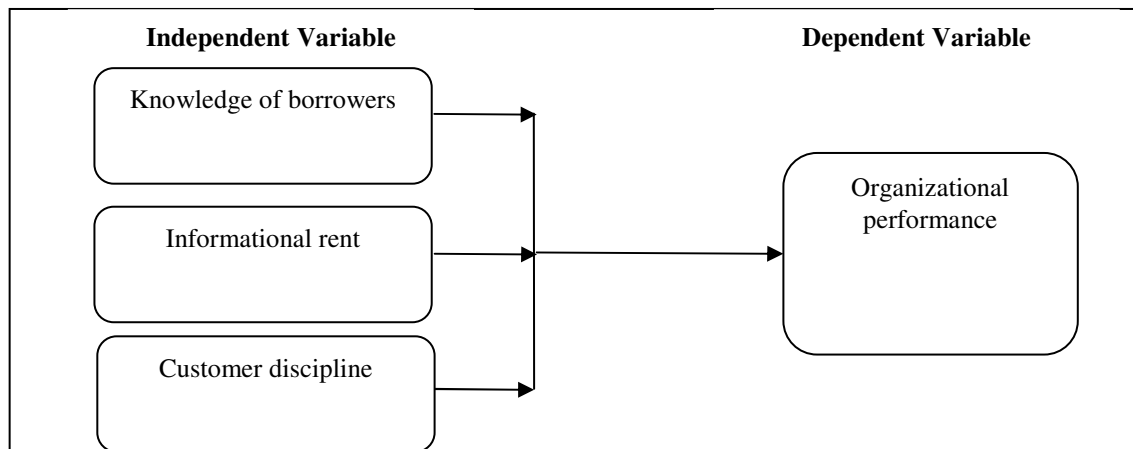 Independent Variable
Dependent Variable
Knowledge of borrowers
Informational rent
Customer discipline
Organizational
performance